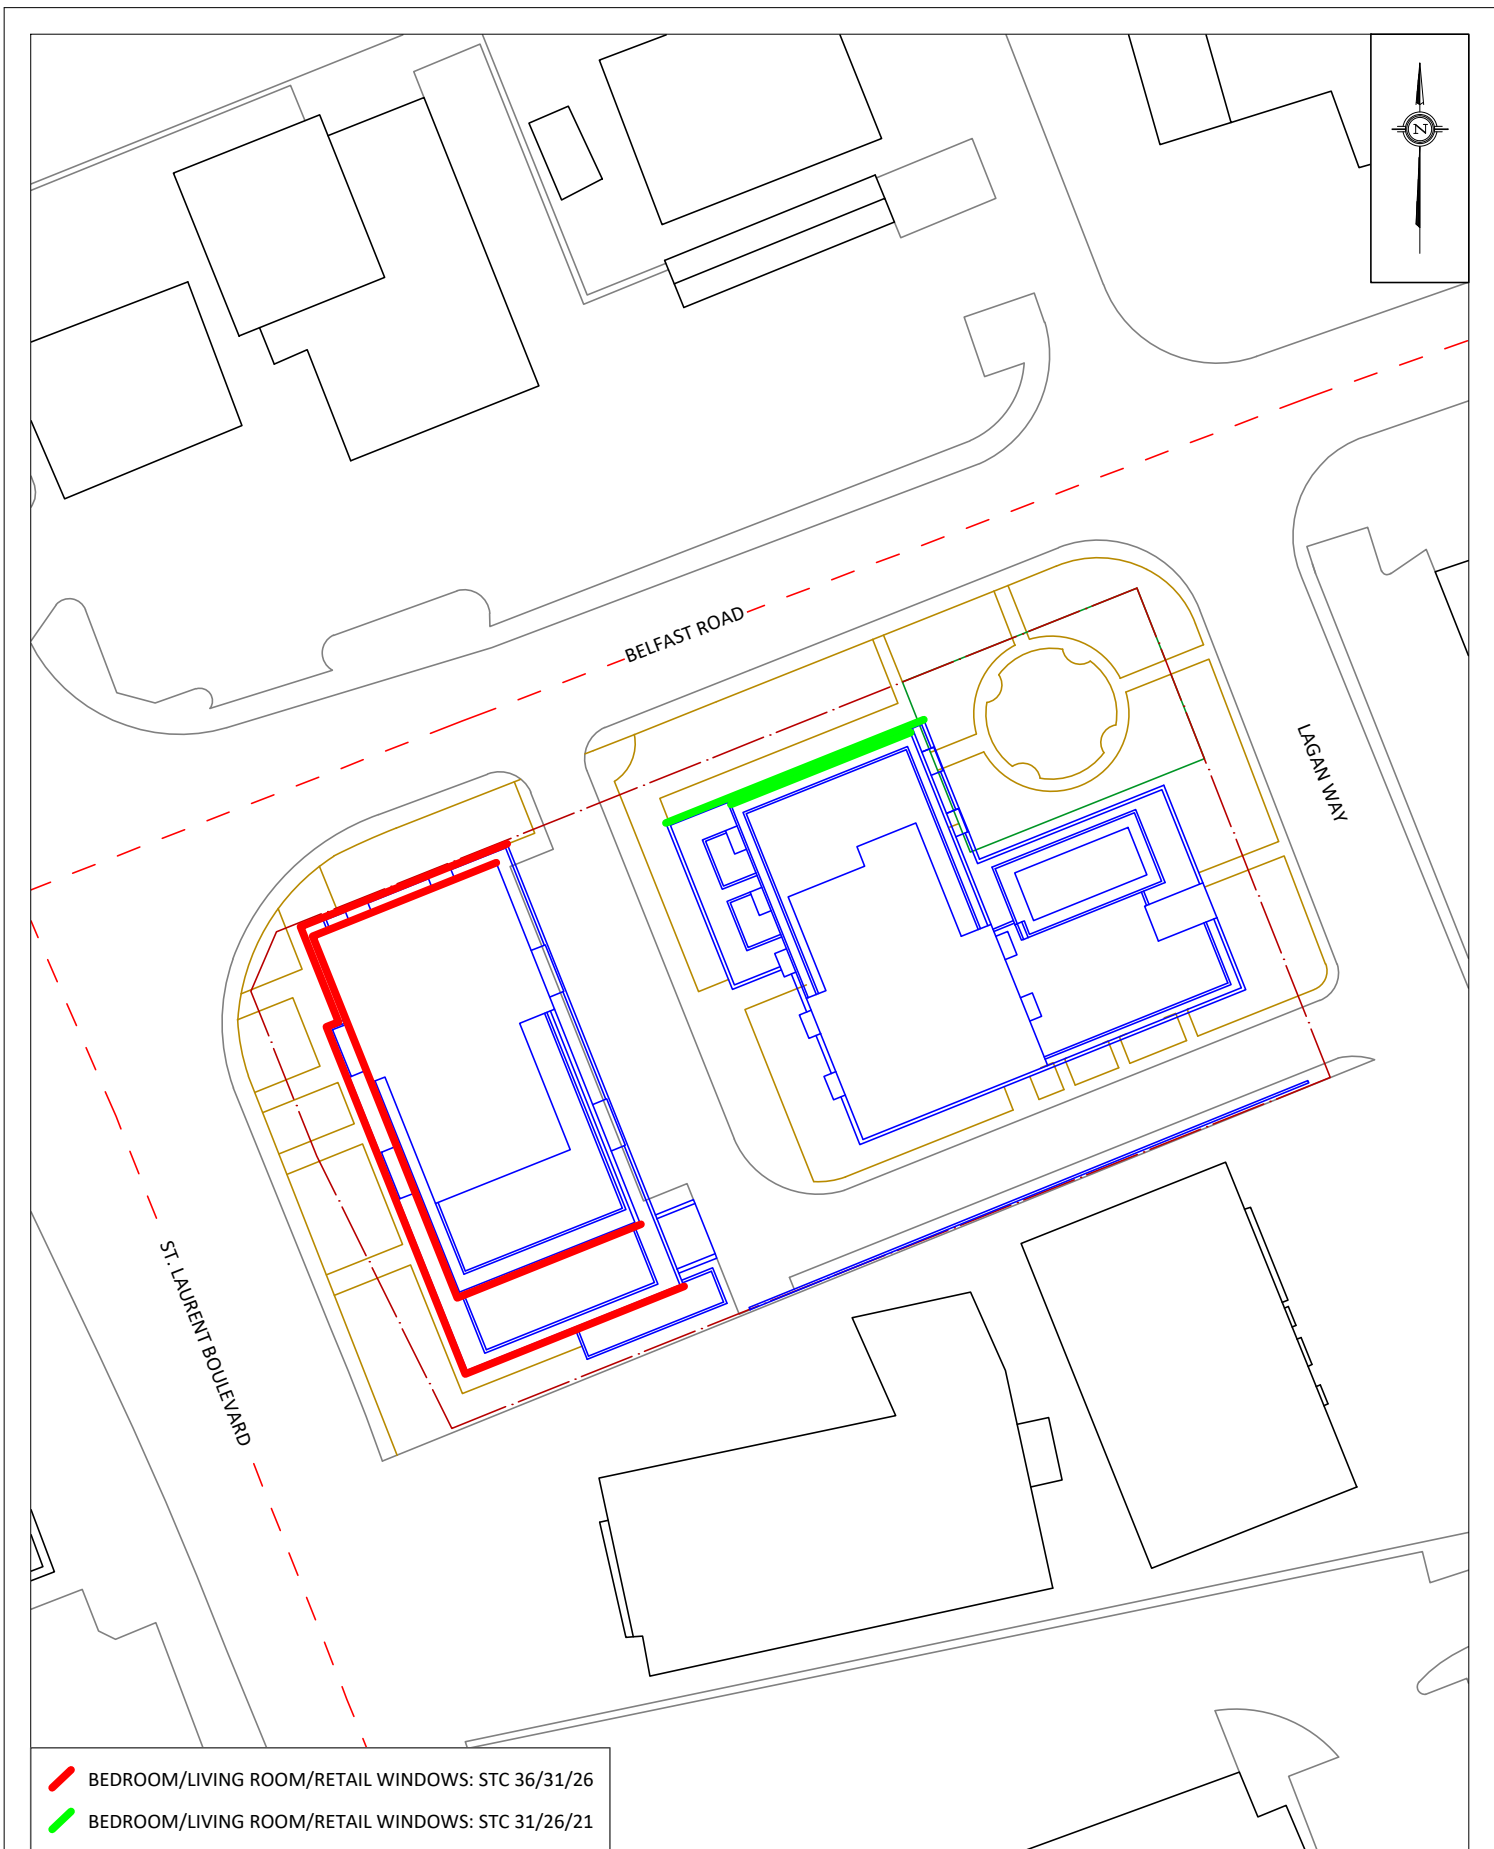 N
BELFAST ROAD
LAGAN WAY
ST. LAURENT BOULEVARD
BEDROOM/LIVING ROOM/RETAIL WINDOWS: STC 36/31/26
BEDROOM/LIVING ROOM/RETAIL WINDOWS: STC 31/26/21